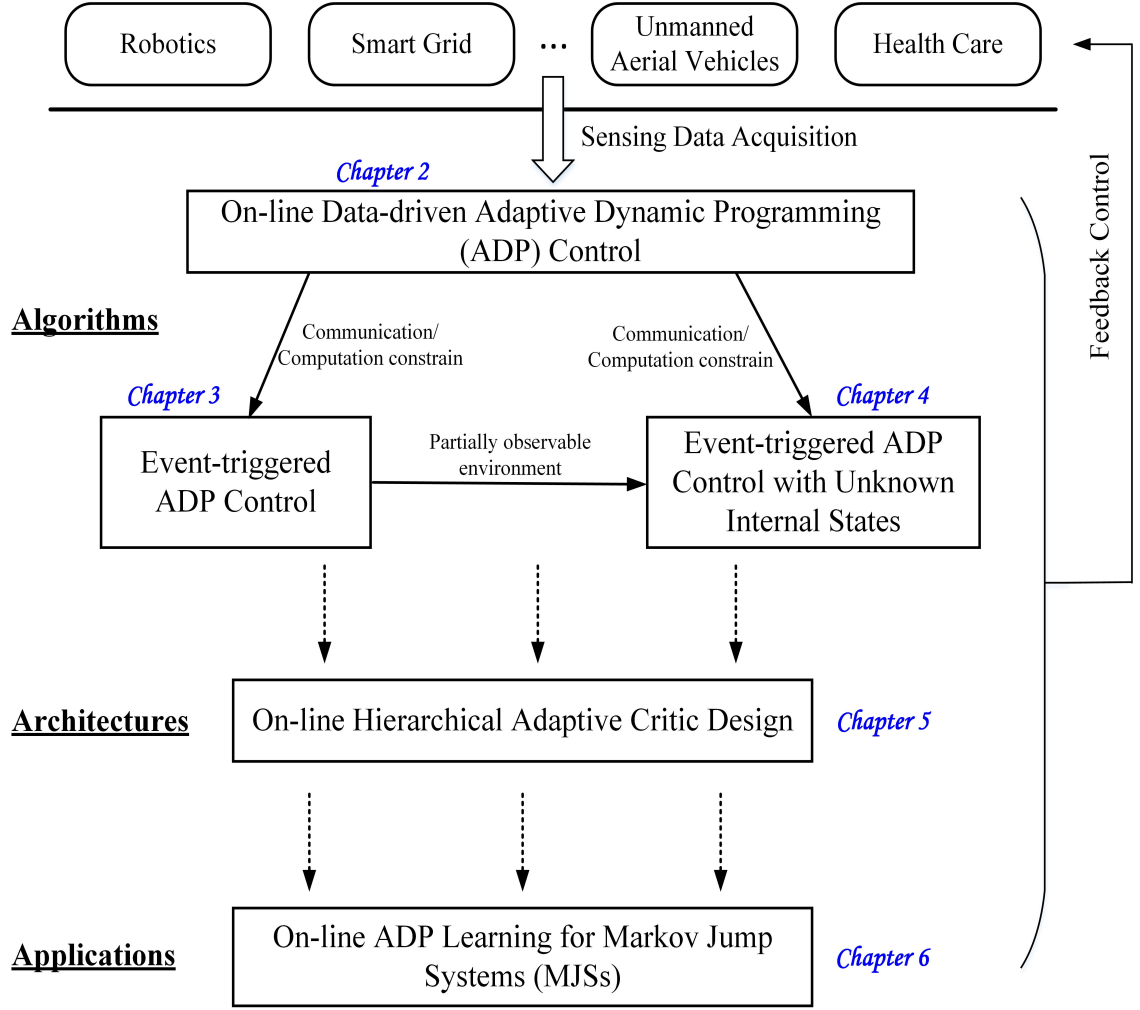 Robotics
Smart Grid
...
Unmanned
Aerial Vehicles
Health Care
Sensing Data Acquisition
Chapter 2
On-line Data-driven Adaptive Dynamic Programming
(ADP) Control
Feedback Control
Algorithms
Communication/
Computation constrain
Communication/
Computation constrain
Chapter 3
Chapter 4
Event-triggered
ADP Control
Partially observable
environment
Event-triggered ADP
Control with Unknown
Internal States
Architectures
On-line Hierarchical Adaptive Critic Design
Chapter 5
Applications
On-line ADP Learning for Markov Jump
Systems (MJSs)
Chapter 6